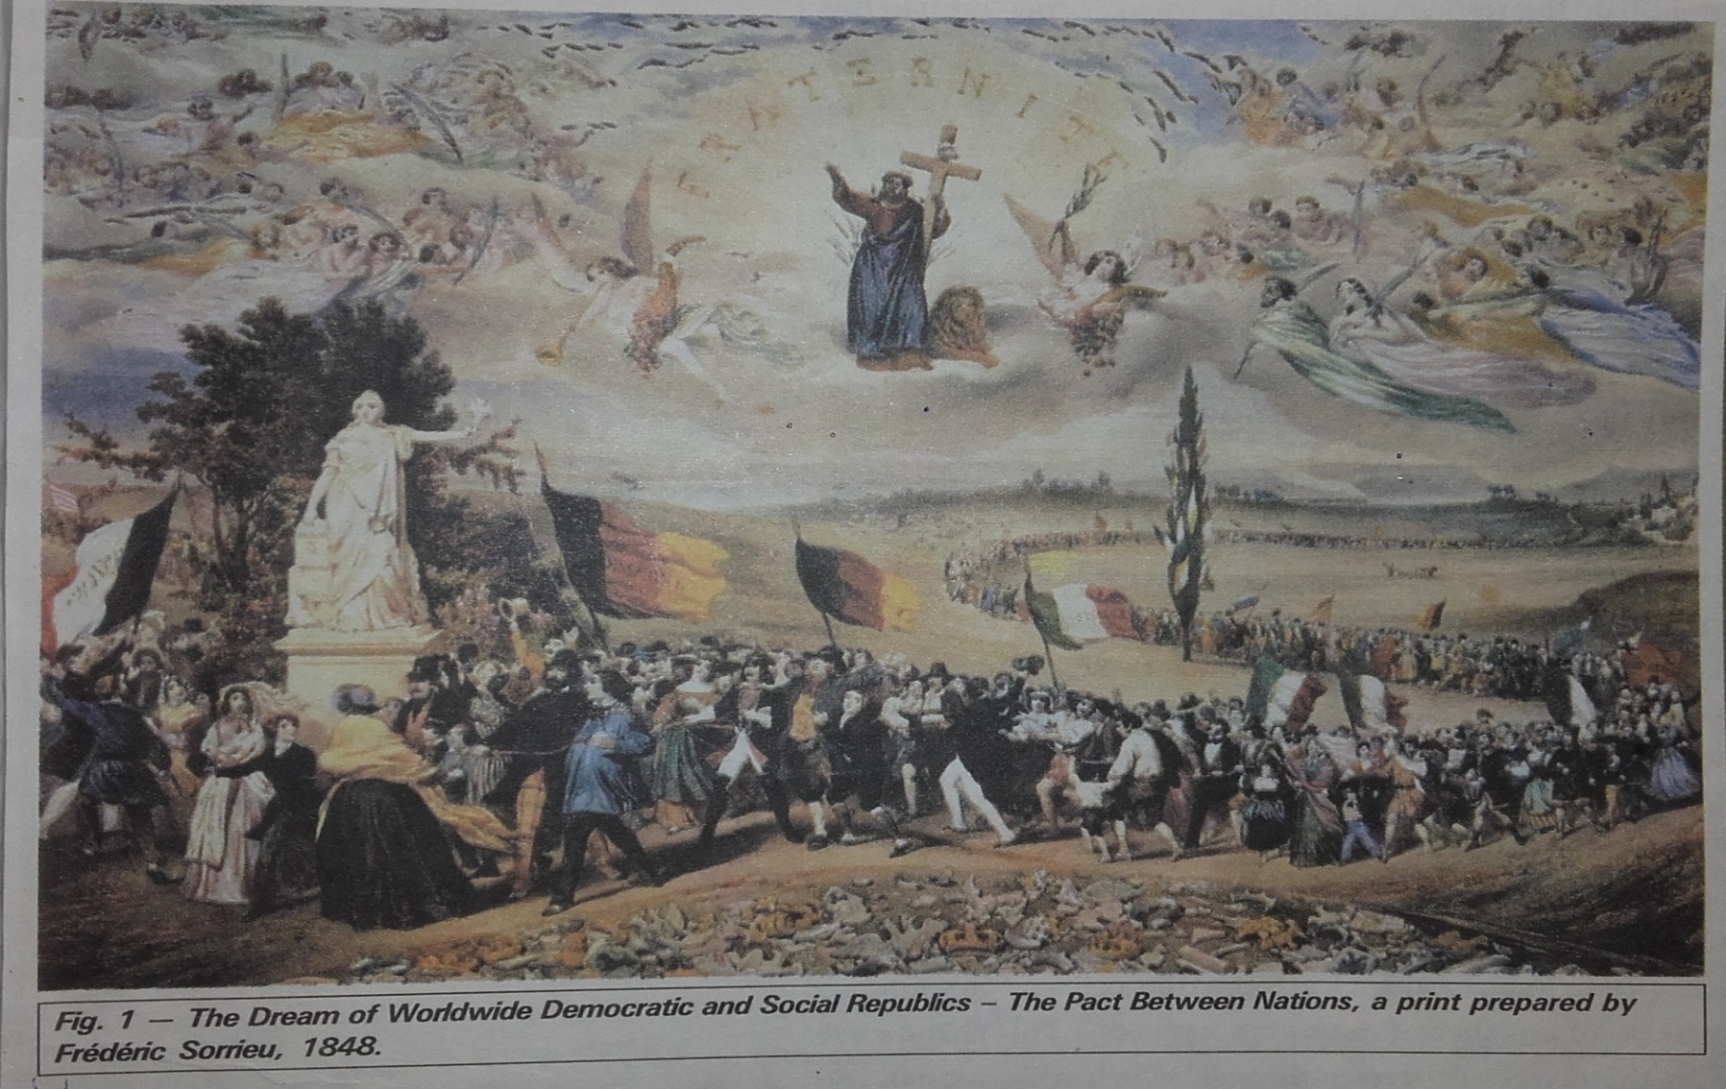 FRATERNITÉ
Fig. 1 — The Dream of Worldwide Democratic and Social Republics – The Pact Between Nations, a print prepared by
Frédéric Sorrieu, 1848.